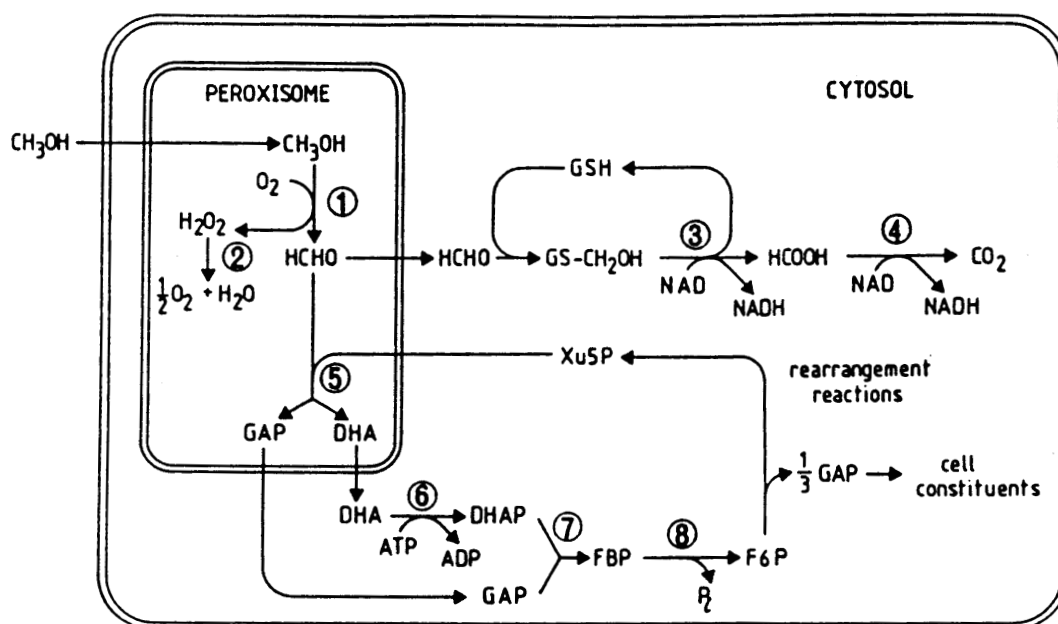 PEROXISOME
CYTOSOL
CH₃OH
CH₃OH
GSH
O₂
①
H₂O₂
②
③
④
HCHO
HCHO
GS-CH₂OH
HCOOH
CO₂
NAD
NADH
NAD
NADH
½O₂ + H₂O
Xu5P
rearrangement
reactions
⑤
GAP
DHA
⅓ GAP
cell
constituents
⑥
DHA
DHAP
⑦
⑧
ATP
ADP
FBP
F6P
GAP